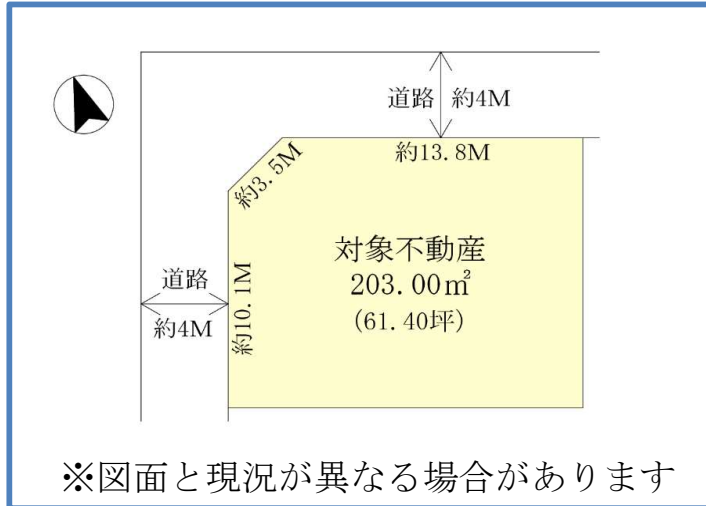 道路 約4M
約13.8M
約3.5M
対象不動産
203.00㎡
(61.40坪)
道路
約4M
約10.1M
※図面と現況が異なる場合があります